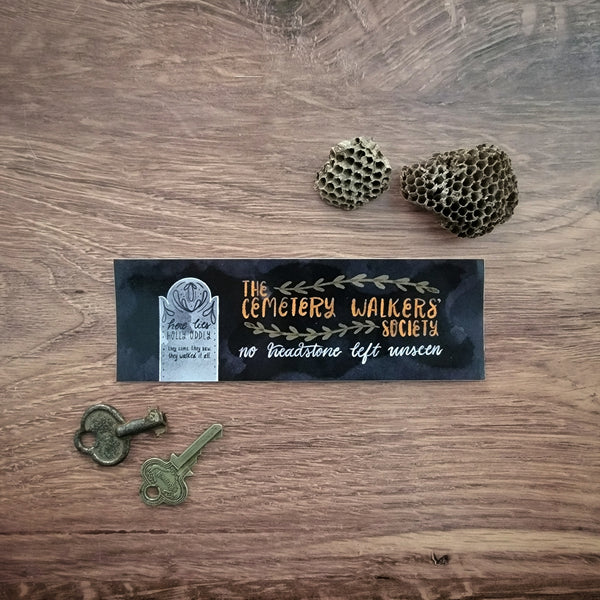 here lies
HOLLY ODDLY
they came, they saw,
they walked it all
THE
CEMETERY WALKERS'
SOCIETY
no headstone left unseen